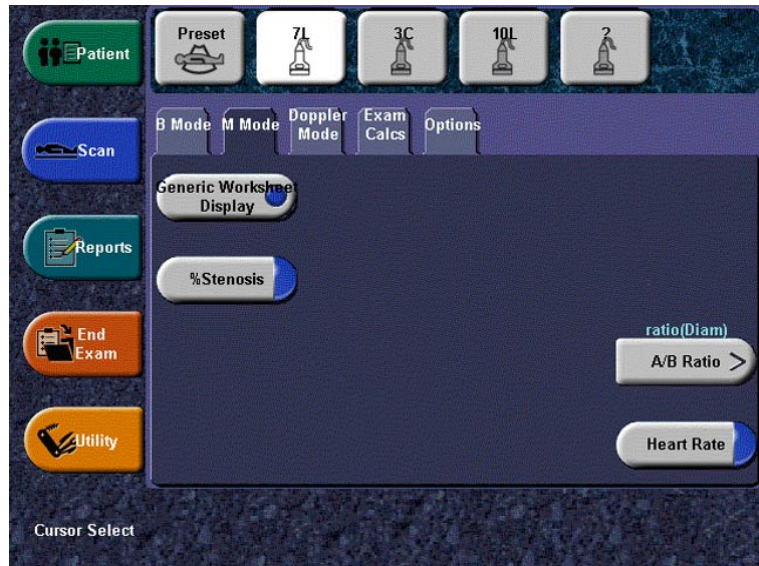 Patient
Preset
7L
3C
10L
?
B Mode
M Mode
Doppler
Mode
Exam
Calcs
Options
Scan
Generic Worksheet
Display
Reports
%Stenosis
End
Exam
ratio(Diam)
A/B Ratio >
Utility
Heart Rate
Cursor Select